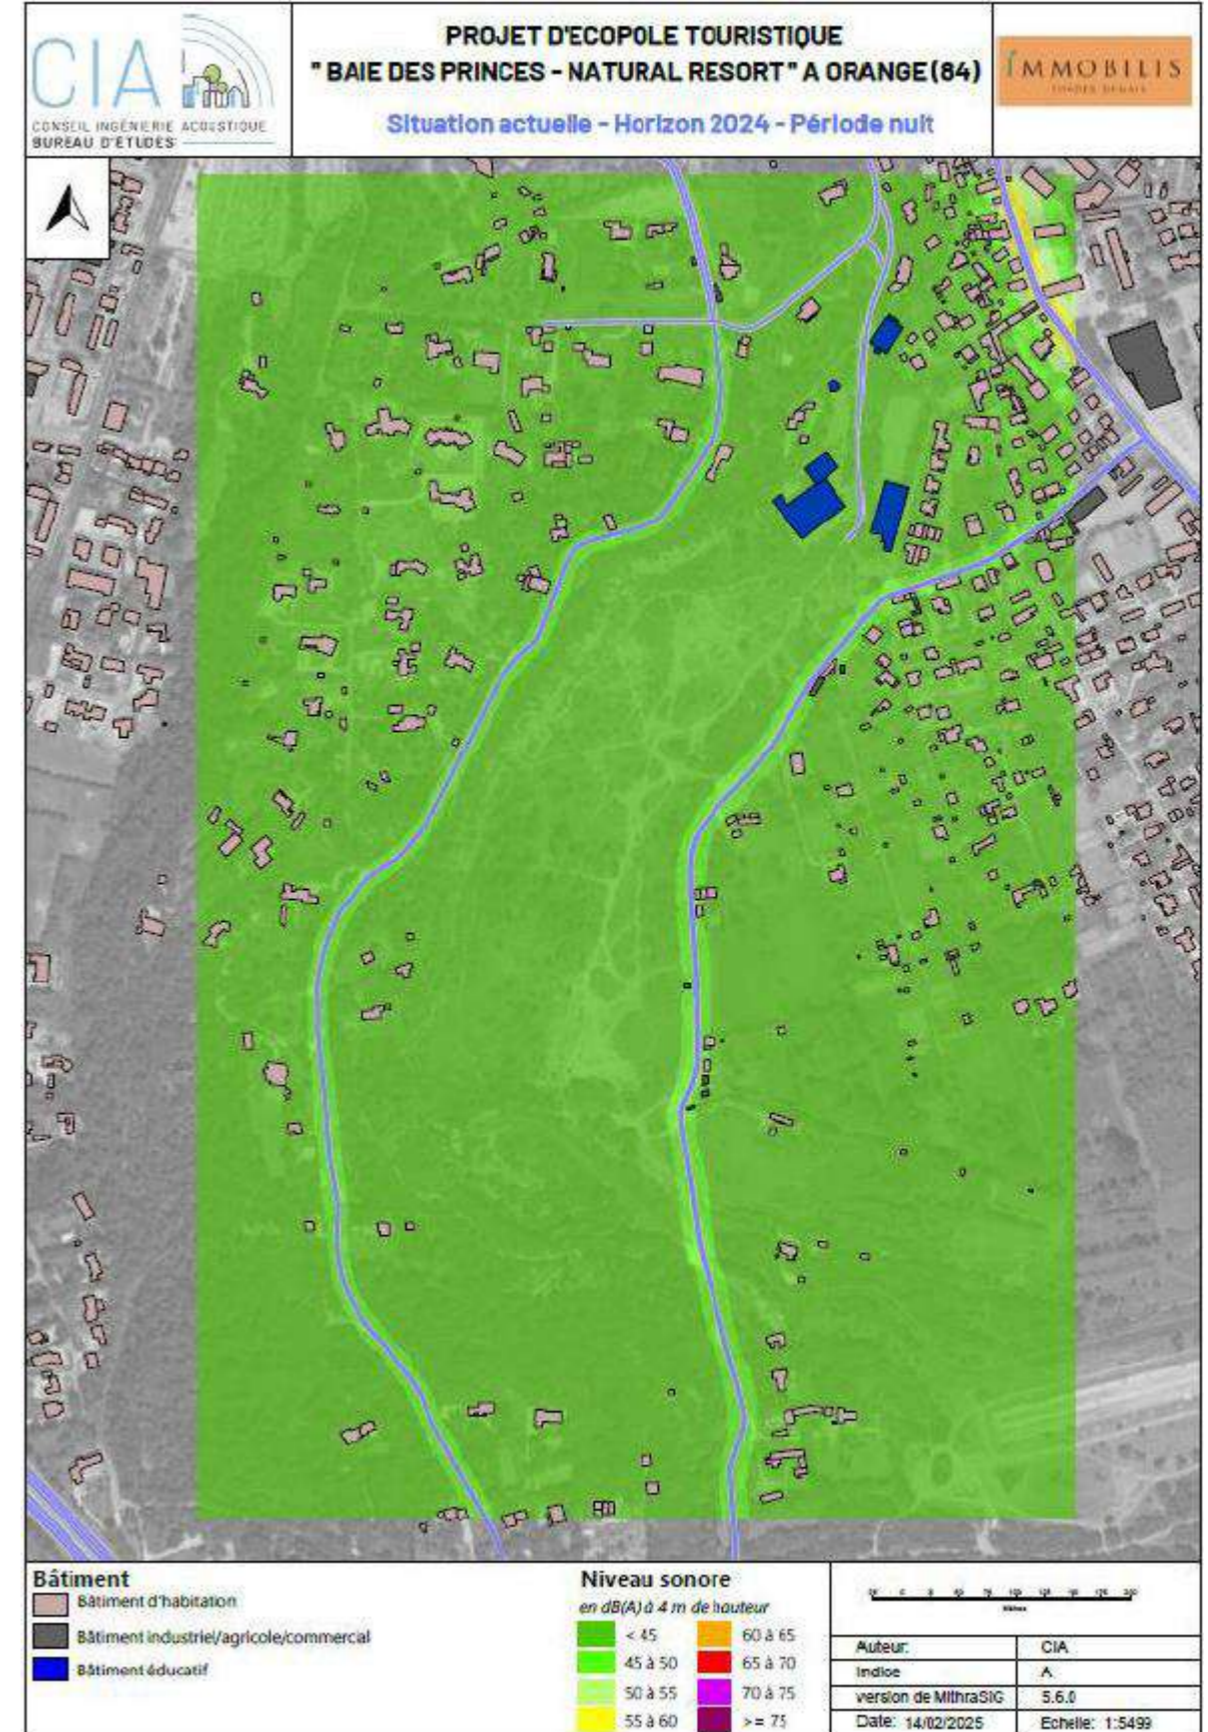 CIA
CONSEIL INGÉNIERIE ACOUSTIQUE
BUREAU D'ETUDES
PROJET D'ECOPOLE TOURISTIQUE
" BAIE DES PRINCES - NATURAL RESORT " A ORANGE (84)
Situation actuelle - Horizon 2024 - Période nuit
IMMOBILIS
Bâtiment
Bâtiment d'habitation
Bâtiment industriel/agricole/commercial
Bâtiment éducatif
Niveau sonore
en dB(A) à 4 m de hauteur
< 45
45 à 50
50 à 55
55 à 60
60 à 65
65 à 70
70 à 75
>= 75
Auteur: CIA
Indice A
version de MithraSIG 5.6.0
Date: 14/02/2025 Echelle: 1:5499